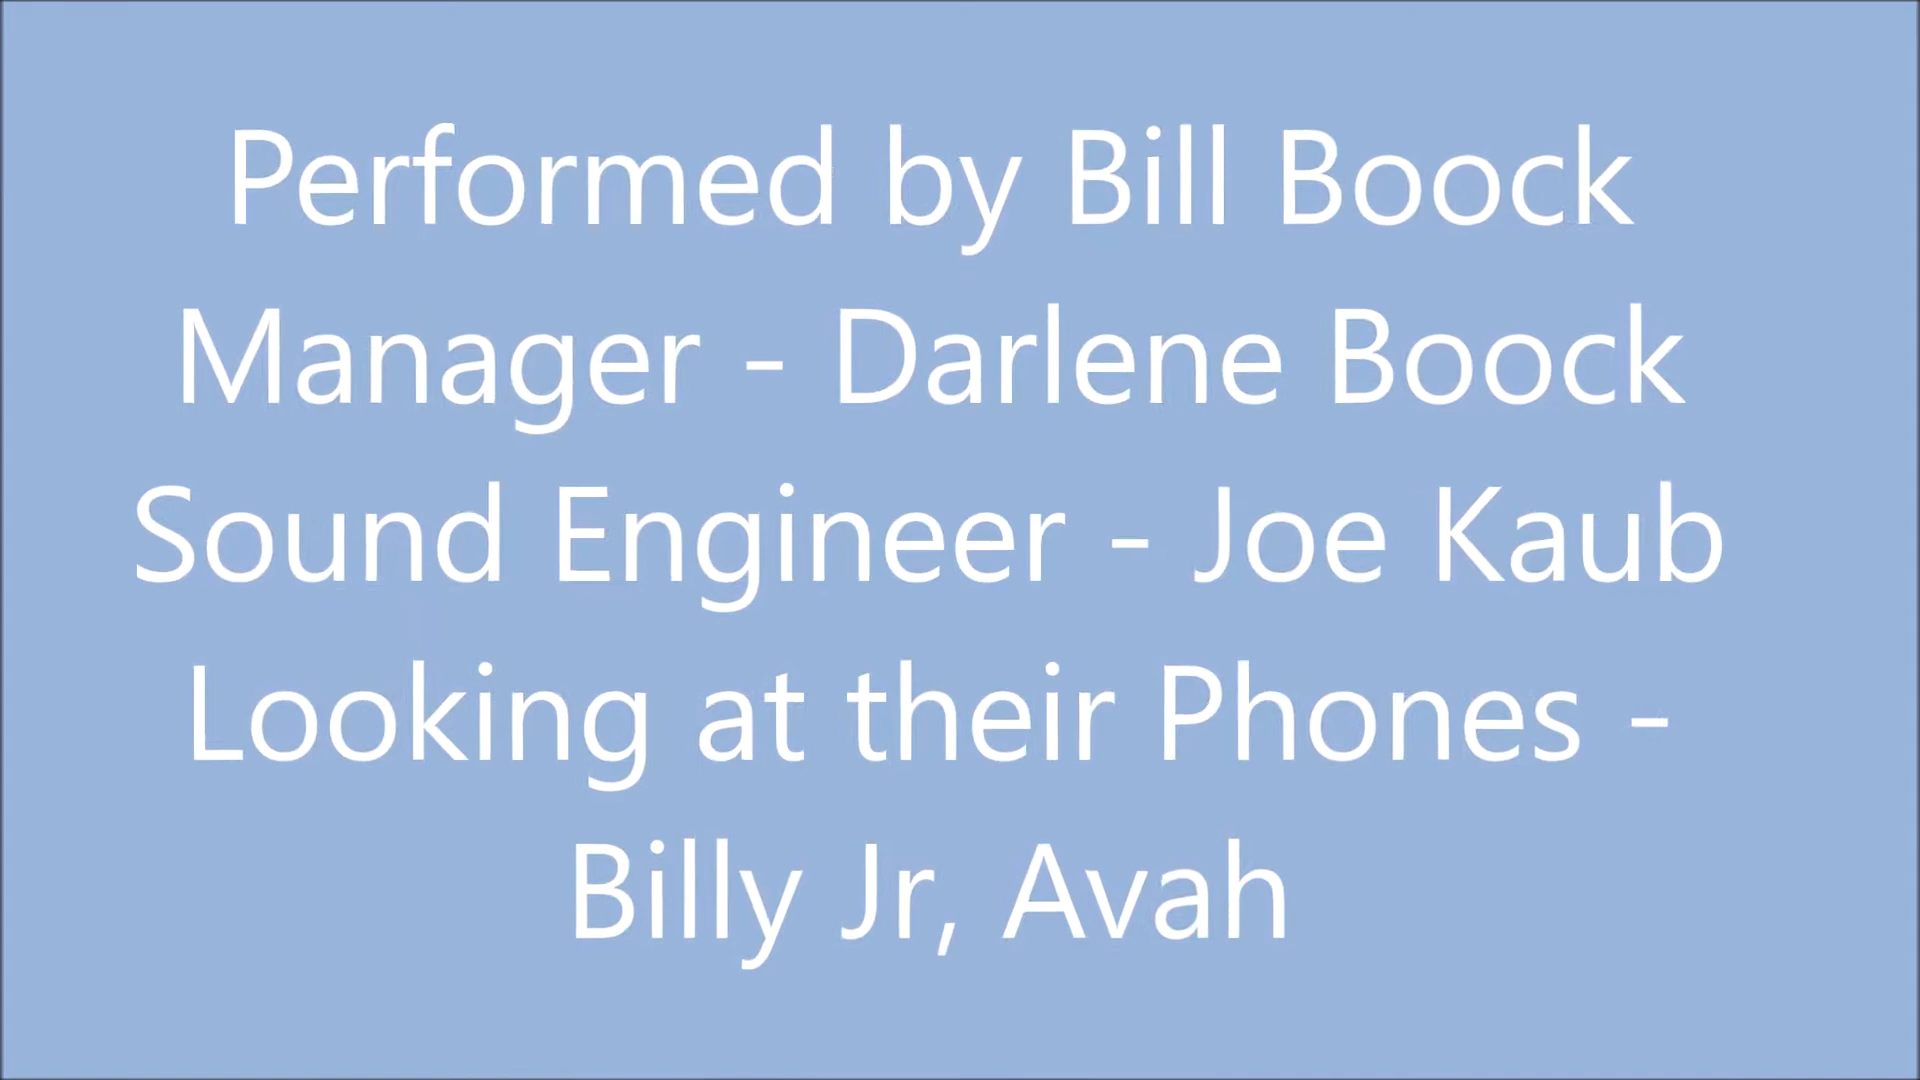 Performed by Bill Boock
Manager - Darlene Boock
Sound Engineer - Joe Kaub
Looking at their Phones -
Billy Jr, Avah